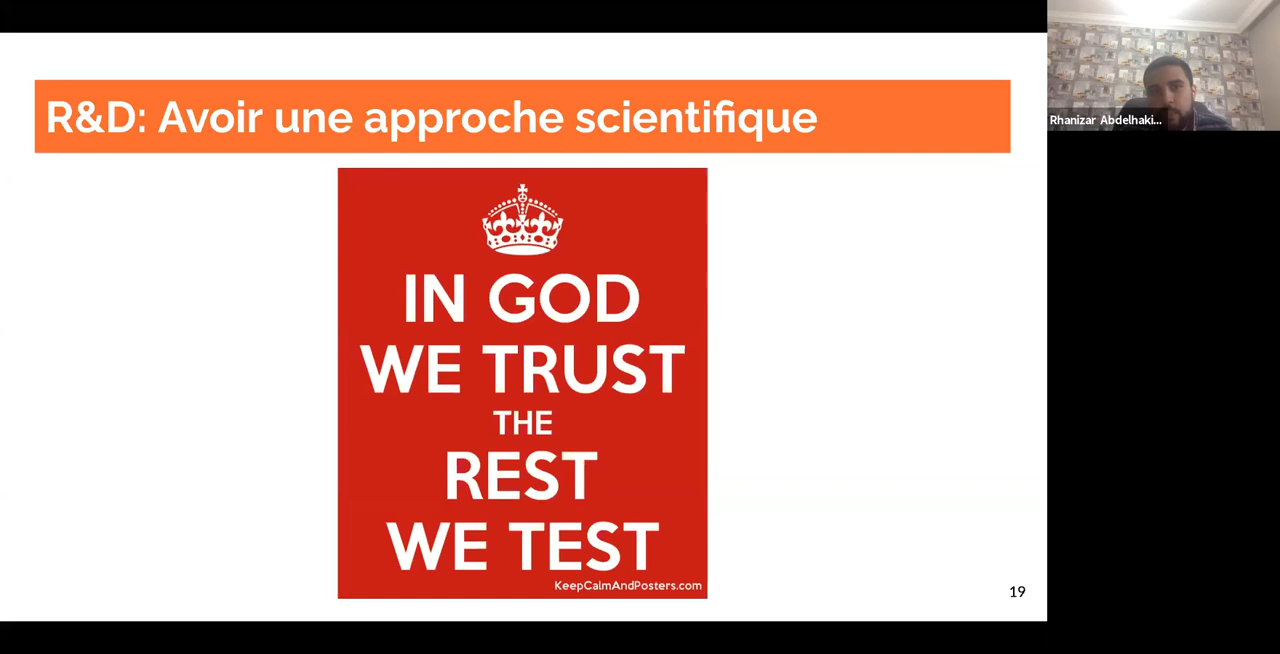 R&D: Avoir une approche scientifique
IN GOD
WE TRUST
THE
REST
WE TEST
KeepCalmAndPosters.com
19
Rhanizar Abdelhaki...